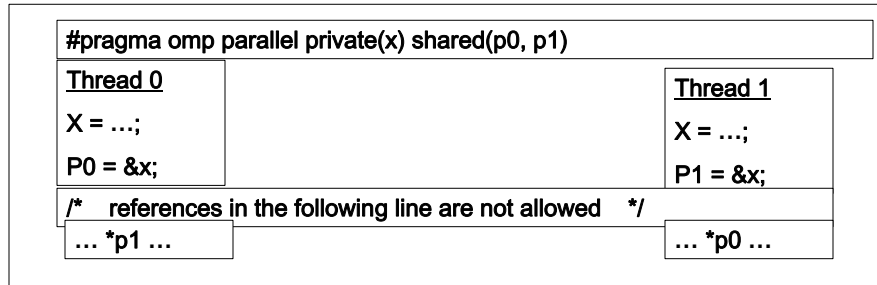 #pragma omp parallel private(x) shared(p0, p1)
Thread 0
X = …;
P0 = &x;
Thread 1
X = …;
P1 = &x;
/* references in the following line are not allowed */
… *p1 …
… *p0 …